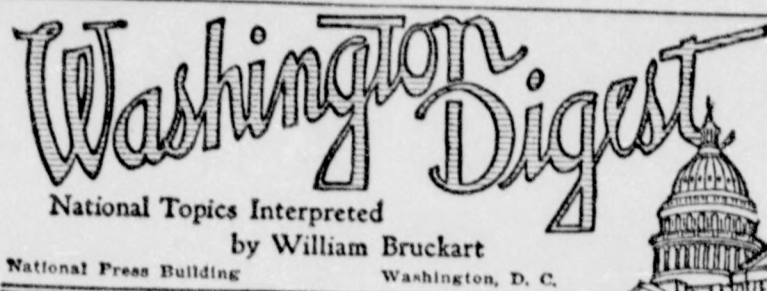 Washington
Digest
National Topics Interpreted
by William Bruckart
National Press Building Washington, D. C.